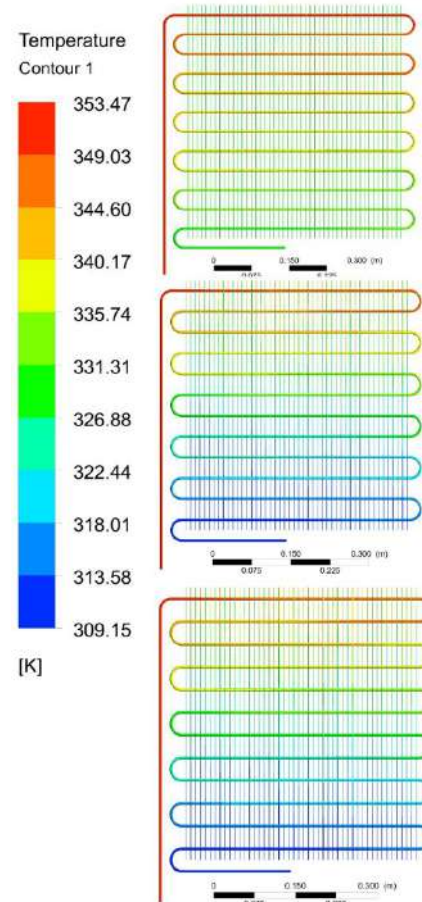 Temperature
Contour 1
353.47
349.03
344.60
340.17
335.74
331.31
326.88
322.44
318.01
313.58
309.15
[K]
0 0.150 0.300 (m)
0 0.150 0.300 (m)
0.075 0.225
0 0.150 0.300 (m)